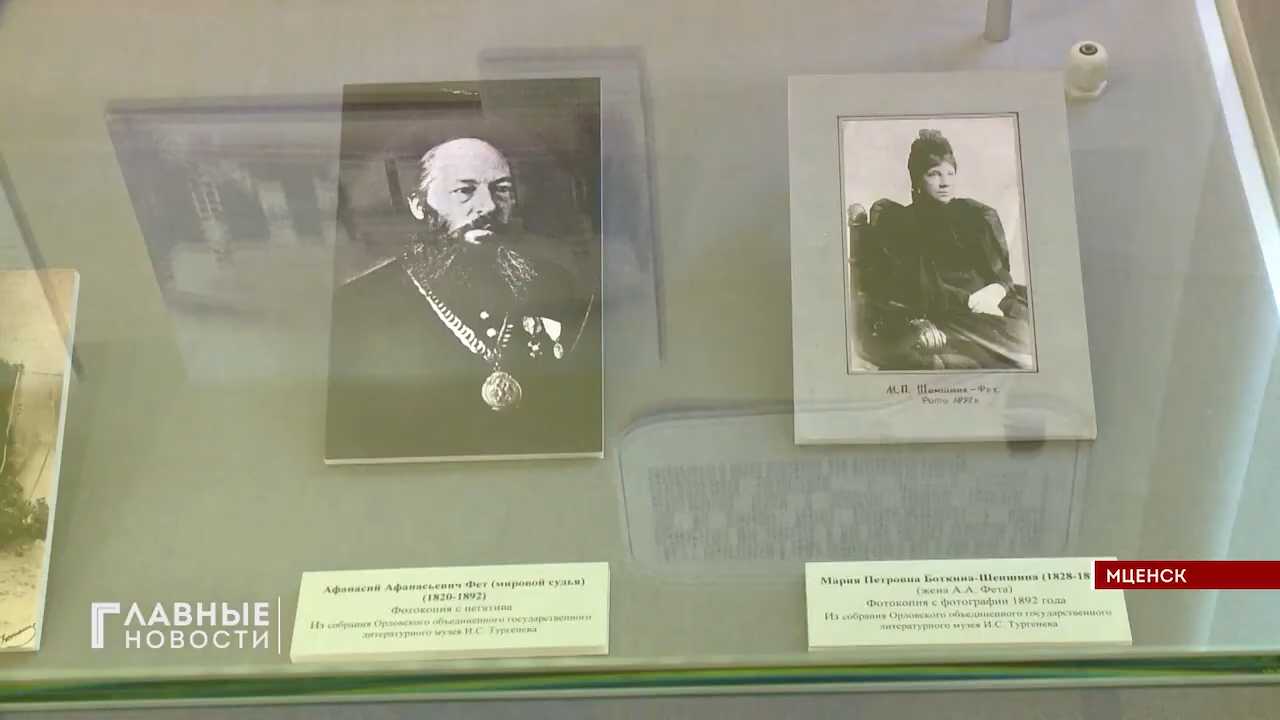 М.П. Шеншина-Фет.
Фото 1892 г.
Афанасий Афанасьевич Фет (мировой судья)
(1820-1892)
Фотокопия с негатива
Из собрания Орловского объединенного государственного
литературного музея И.С. Тургенева
Мария Петровна Боткина-Шеншина (1828-18
(жена А.А. Фета)
Фотокопия с фотографии 1892 года
Из собрания Орловского объединенного государственного
литературного музея И.С. Тургенева
МЦЕНСК
ГЛАВНЫЕ
НОВОСТИ